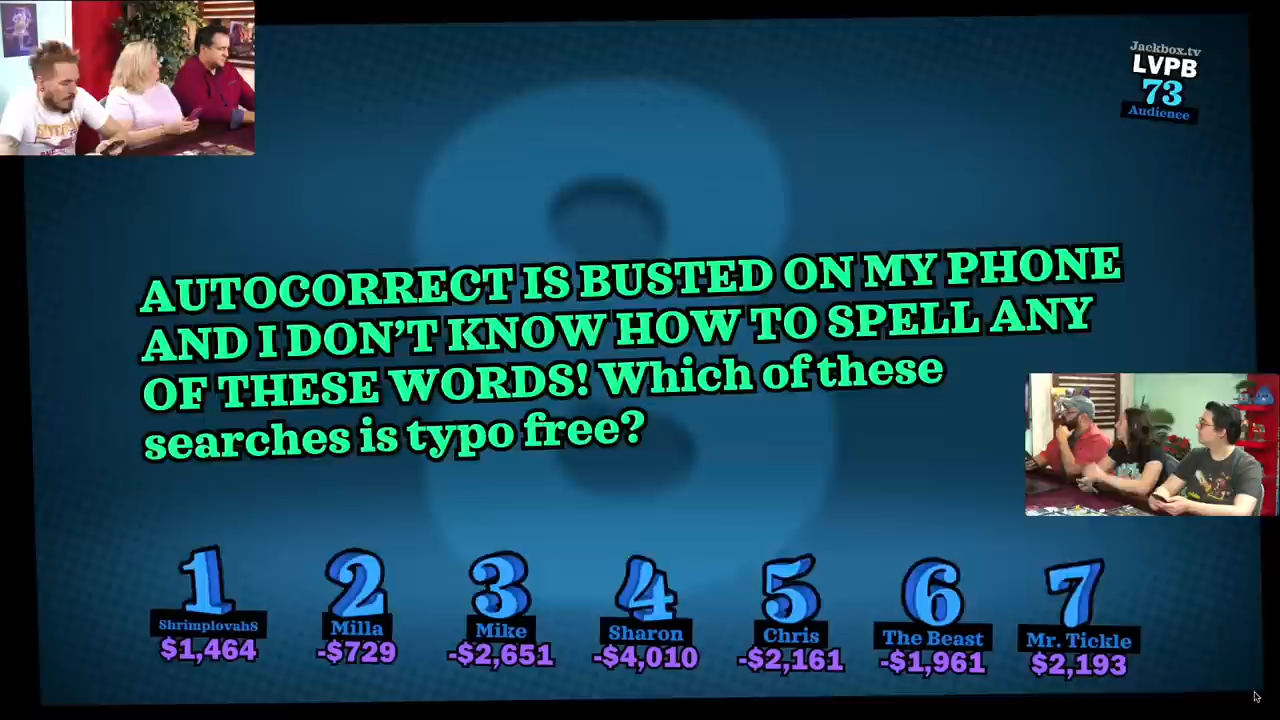 Jackbox.tv
LVPB
73
Audience
AUTOCORRECT IS BUSTED ON MY PHONE
AND I DON'T KNOW HOW TO SPELL ANY
OF THESE WORDS! Which of these
searches is typo free?
8
1 2 3 4 5 6 7
ShrimplovahS Milla Mike Sharon Chris The Beast Mr. Tickle
$1,464 -$729 -$2,651 -$4,010 -$2,161 -$1,961 $2,193